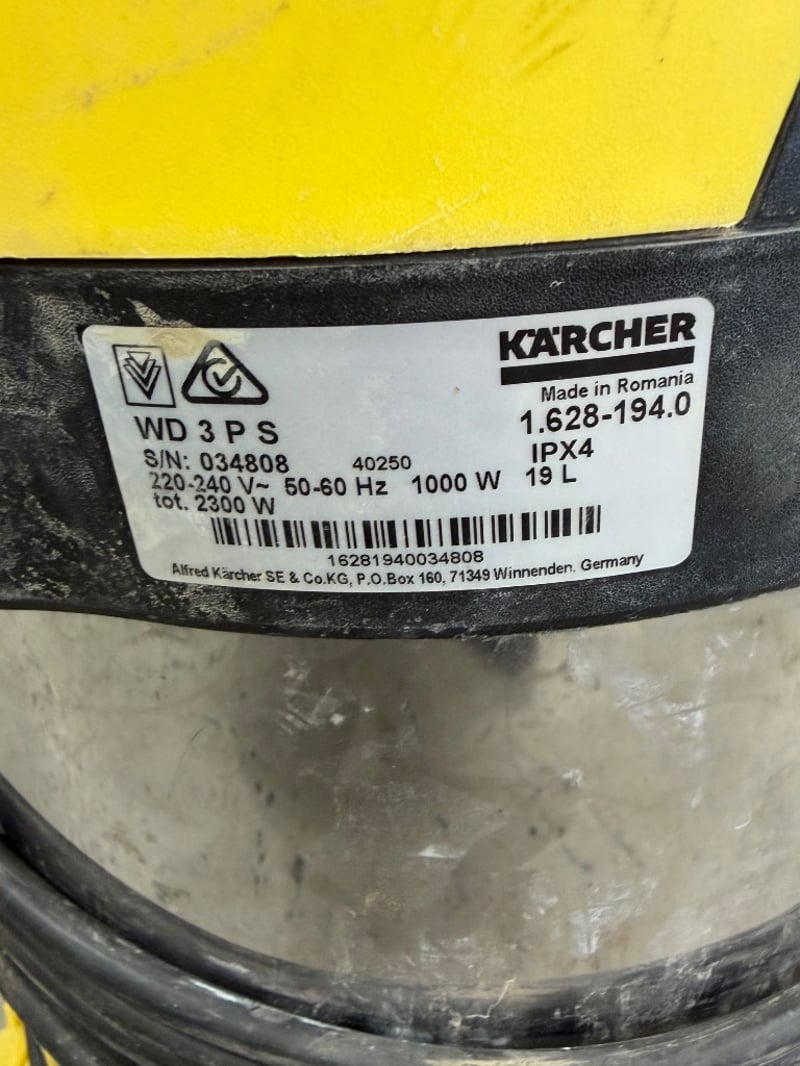 KÄRCHER
Made in Romania
WD 3 P S
1.628-194.0
S/N: 034808 40250 IPX4
220-240 V~ 50-60 Hz 1000 W 19 L
tot. 2300 W
16281940034808
Alfred Kärcher SE & Co.KG, P.O.Box 160, 71349 Winnenden, Germany